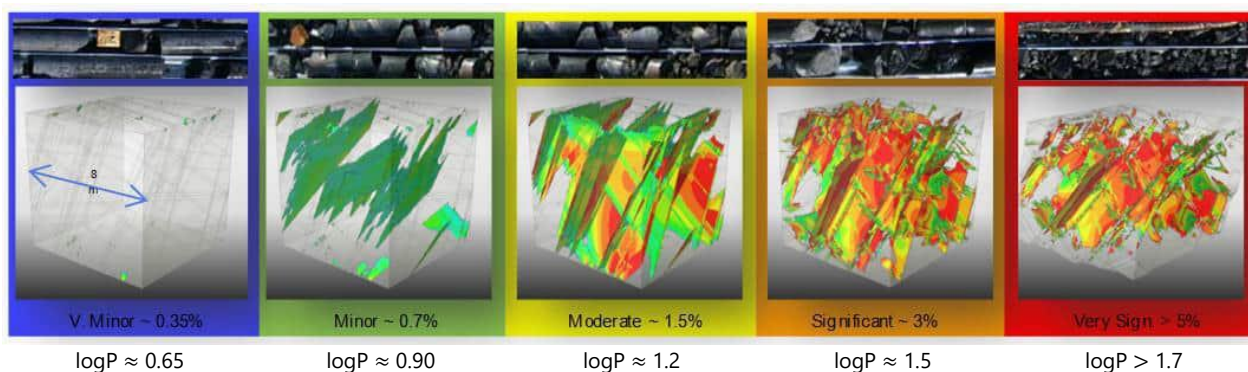 8
m
V. Minor ~ 0.35%
Minor ~ 0.7%
Moderate ~ 1.5%
Significant ~ 3%
Very Sign. > 5%
logP ≈ 0.65
logP ≈ 0.90
logP ≈ 1.2
logP ≈ 1.5
logP > 1.7